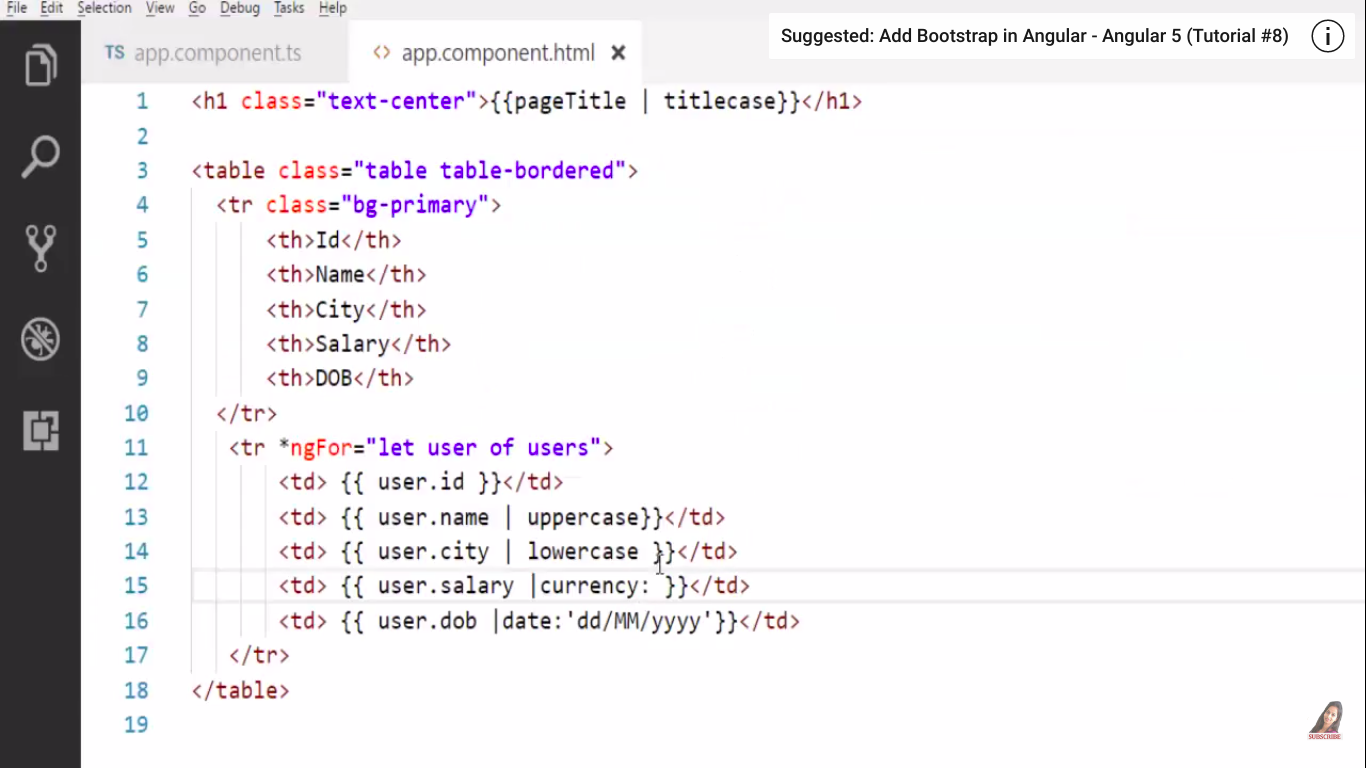 File Edit Selection View Go Debug Tasks Help
Suggested: Add Bootstrap in Angular - Angular 5 (Tutorial #8)
TS app.component.ts <> app.component.html
1 <h1 class="text-center">{{pageTitle | titlecase}}</h1>
2
3 <table class="table table-bordered">
4 <tr class="bg-primary">
5 <th>Id</th>
6 <th>Name</th>
7 <th>City</th>
8 <th>Salary</th>
9 <th>DOB</th>
10 </tr>
11 <tr *ngFor="let user of users">
12 <td> {{ user.id }}</td>
13 <td> {{ user.name | uppercase}}</td>
14 <td> {{ user.city | lowercase }}</td>
15 <td> {{ user.salary |currency: }}</td>
16 <td> {{ user.dob |date:'dd/MM/yyyy'}}</td>
17 </tr>
18 </table>
19
SUBSCRIBE